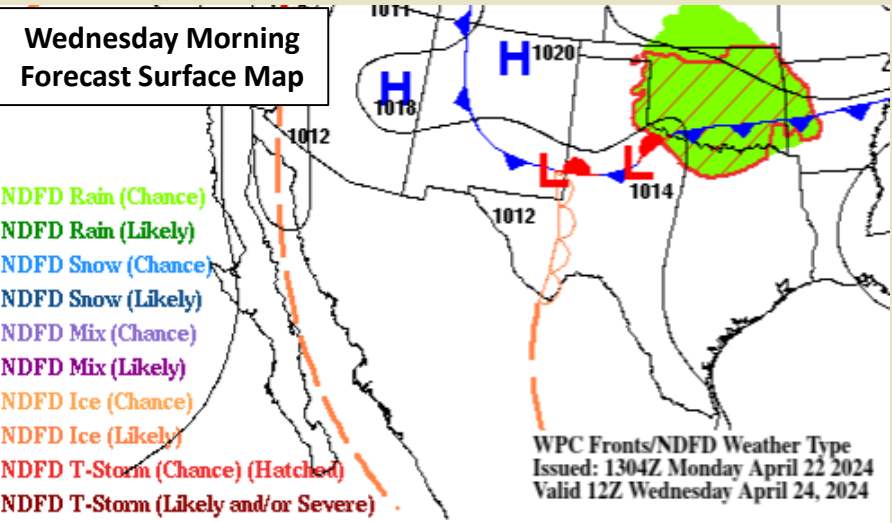 Wednesday Morning
Forecast Surface Map
1011
H
1020
H
1018
1012
L
L
1014
1012
NDFD Rain (Chance)
NDFD Rain (Likely)
NDFD Snow (Chance)
NDFD Snow (Likely)
NDFD Mix (Chance)
NDFD Mix (Likely)
NDFD Ice (Chance)
NDFD Ice (Likely)
NDFD T-Storm (Chance) (Hatched)
NDFD T-Storm (Likely and/or Severe)
WPC Fronts/NDFD Weather Type
Issued: 1304Z Monday April 22 2024
Valid 12Z Wednesday April 24, 2024